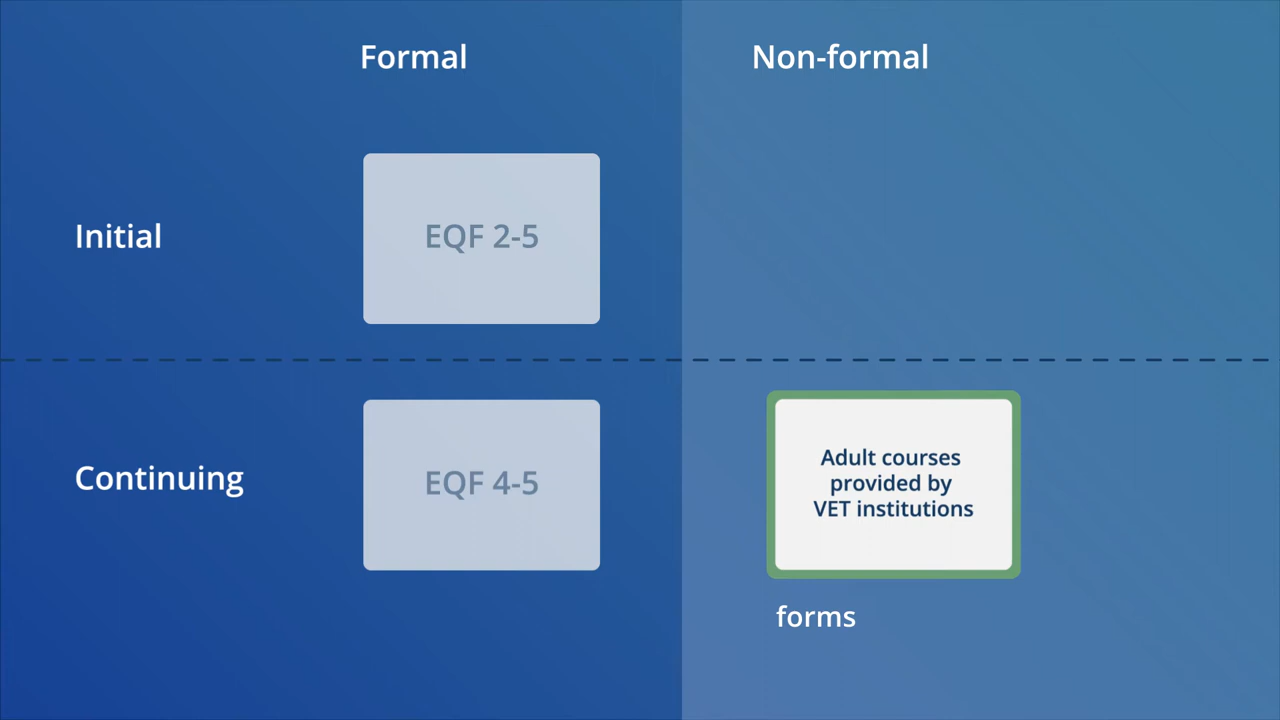 Formal
Non-formal
Initial
EQF 2-5
Continuing
EQF 4-5
Adult courses
provided by
VET institutions
forms